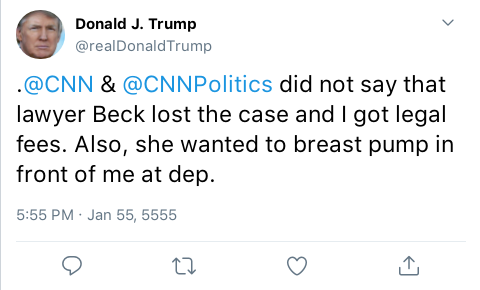 Donald J. Trump
@realDonaldTrump
.@CNN & @CNNPolitics did not say that
lawyer Beck lost the case and I got legal
fees. Also, she wanted to breast pump in
front of me at dep.
5:55 PM · Jan 55, 5555